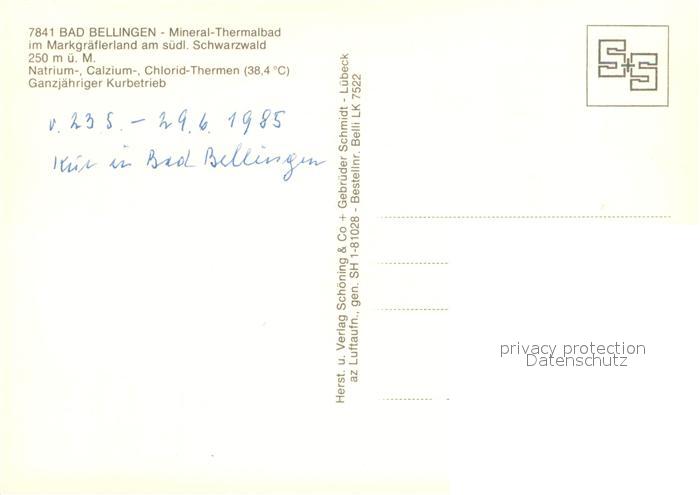 7841 BAD BELLINGEN - Mineral-Thermalbad
im Markgräflerland am südl. Schwarzwald
250 m ü. M.
Natrium-, Calzium-, Chlorid-Thermen (38,4 °C)
Ganzjähriger Kurbetrieb
v. 23.5. - 29.6. 1985
Kur in Bad Bellingen
Herst. u. Verlag Schöning & Co + Gebrüder Schmidt - Lübeck
az Luftaufn., gen. SH 1-81028 - Bestellnr. Belli LK 7522
S+S
privacy protection
Datenschutz